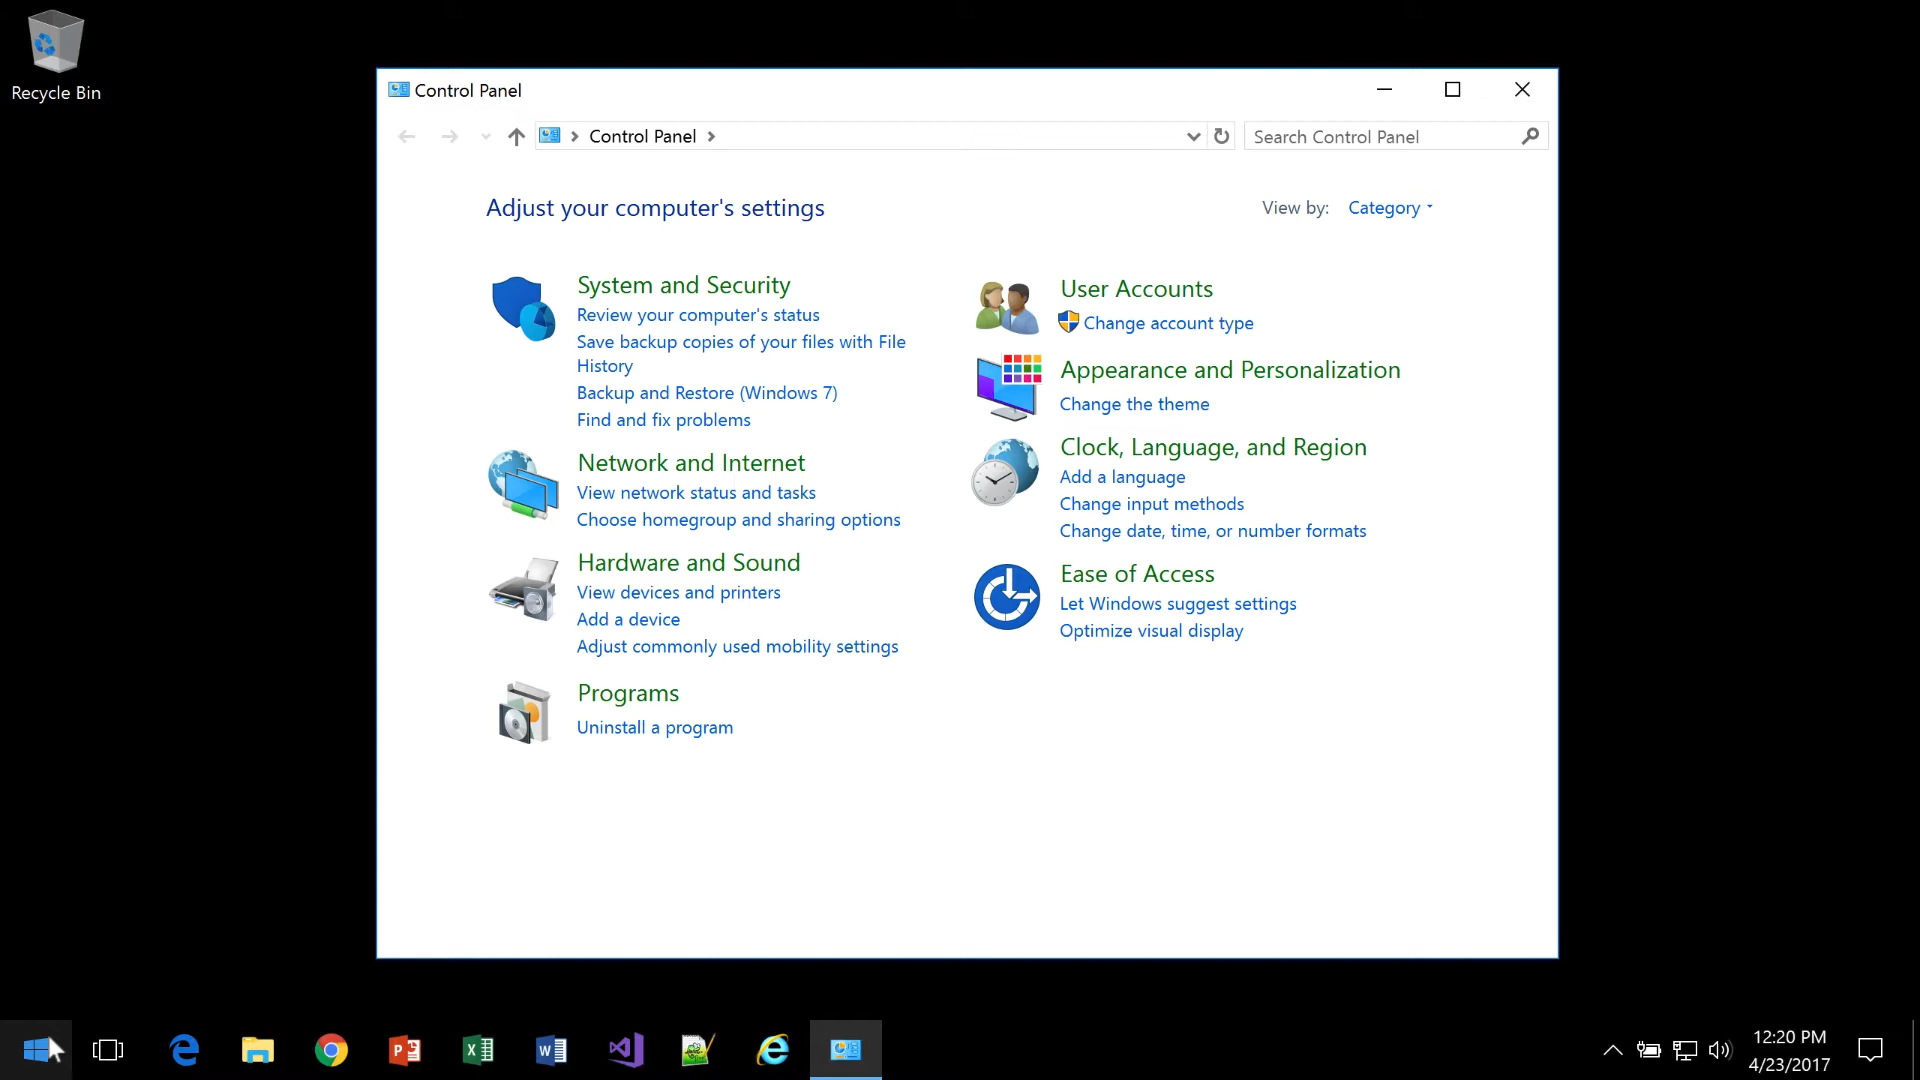 Recycle Bin
Control Panel
Control Panel
Search Control Panel
Adjust your computer's settings
View by: Category
System and Security
Review your computer's status
Save backup copies of your files with File
History
Backup and Restore (Windows 7)
Find and fix problems
Network and Internet
View network status and tasks
Choose homegroup and sharing options
Hardware and Sound
View devices and printers
Add a device
Adjust commonly used mobility settings
Programs
Uninstall a program
User Accounts
Change account type
Appearance and Personalization
Change the theme
Clock, Language, and Region
Add a language
Change input methods
Change date, time, or number formats
Ease of Access
Let Windows suggest settings
Optimize visual display
12:20 PM
4/23/2017